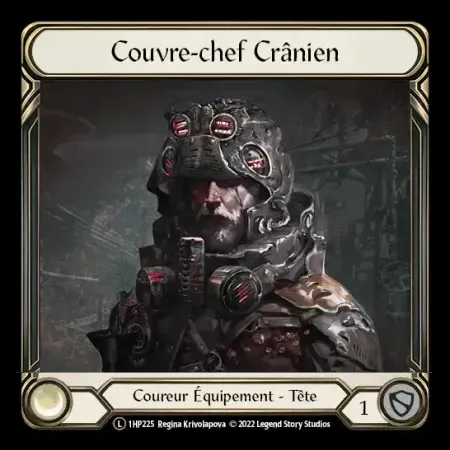 Couvre-chef Crânien
Coureur Équipement - Tête
1
L 1HP225 Regina Krivolapova © 2022 Legend Story Studios